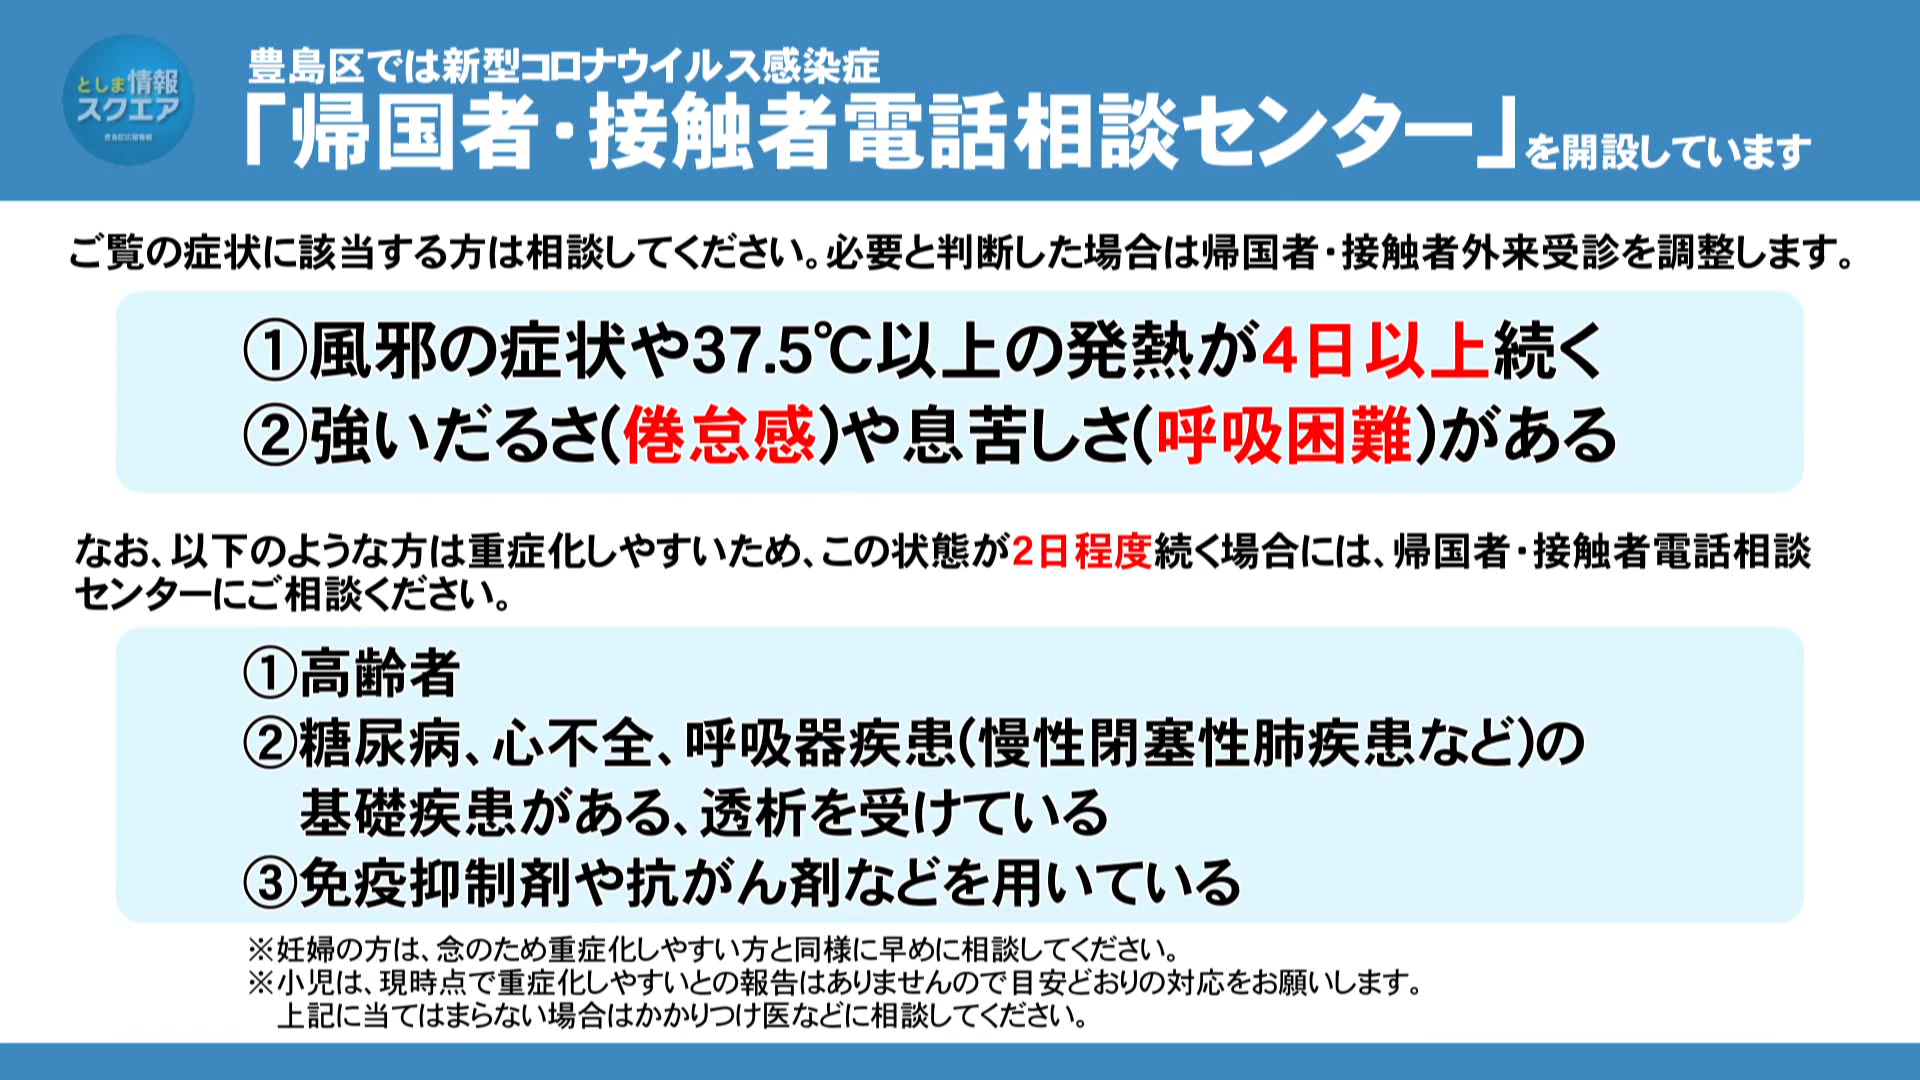 としま情報
スクエア
豊島区広報番組
豊島区では新型コロナウイルス感染症
「帰国者・接触者電話相談センター」を開設しています
ご覧の症状に該当する方は相談してください。必要と判断した場合は帰国者・接触者外来受診を調整します。
①風邪の症状や37.5℃以上の発熱が4日以上続く
②強いだるさ(倦怠感)や息苦しさ(呼吸困難)がある
なお、以下のような方は重症化しやすいため、この状態が2日程度続く場合には、帰国者・接触者電話相談
センターにご相談ください。
①高齢者
②糖尿病、心不全、呼吸器疾患(慢性閉塞性肺疾患など)の
基礎疾患がある、透析を受けている
③免疫抑制剤や抗がん剤などを用いている
※妊婦の方は、念のため重症化しやすい方と同様に早めに相談してください。
※小児は、現時点で重症化しやすいとの報告はありませんので目安どおりの対応をお願いします。
上記に当てはまらない場合はかかりつけ医などに相談してください。